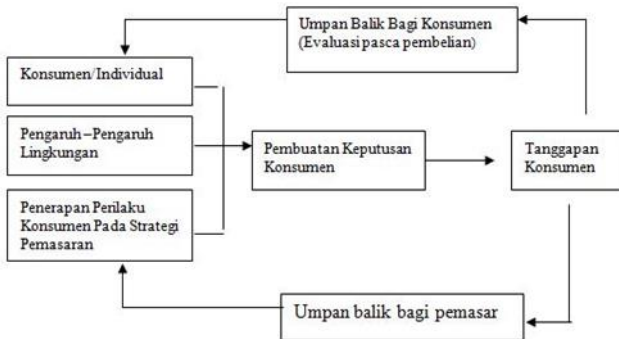 Umpan Balik Bagi Konsumen
(Evaluasi pasca pembelian)
Konsumen/Individual
Pengaruh –Pengaruh
Lingkungan
Pembuatan Keputusan
Konsumen
Tanggapan
Konsumen
Penerapan Perilaku
Konsumen Pada Strategi
Pemasaran
Umpan balik bagi pemasar